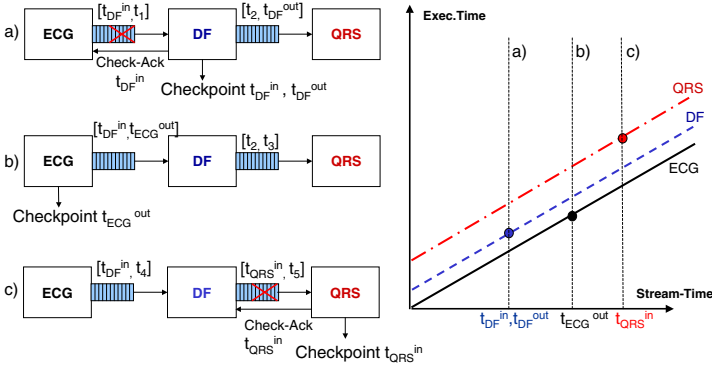 a)
[t_DF^in, t_1]
[t_2, t_DF^out]
ECG
DF
QRS
Check-Ack
t_DF^in
Checkpoint t_DF^in , t_DF^out
b)
[t_DF^in, t_ECG^out]
[t_2, t_3]
ECG
DF
QRS
Checkpoint t_ECG^out
c)
[t_DF^in, t_4]
[t_QRS^in, t_5]
ECG
DF
QRS
Check-Ack
t_QRS^in
Checkpoint t_QRS^in
Exec.Time
a)
b)
c)
QRS
DF
ECG
Stream-Time
t_DF^in, t_DF^out
t_ECG^out
t_QRS^in